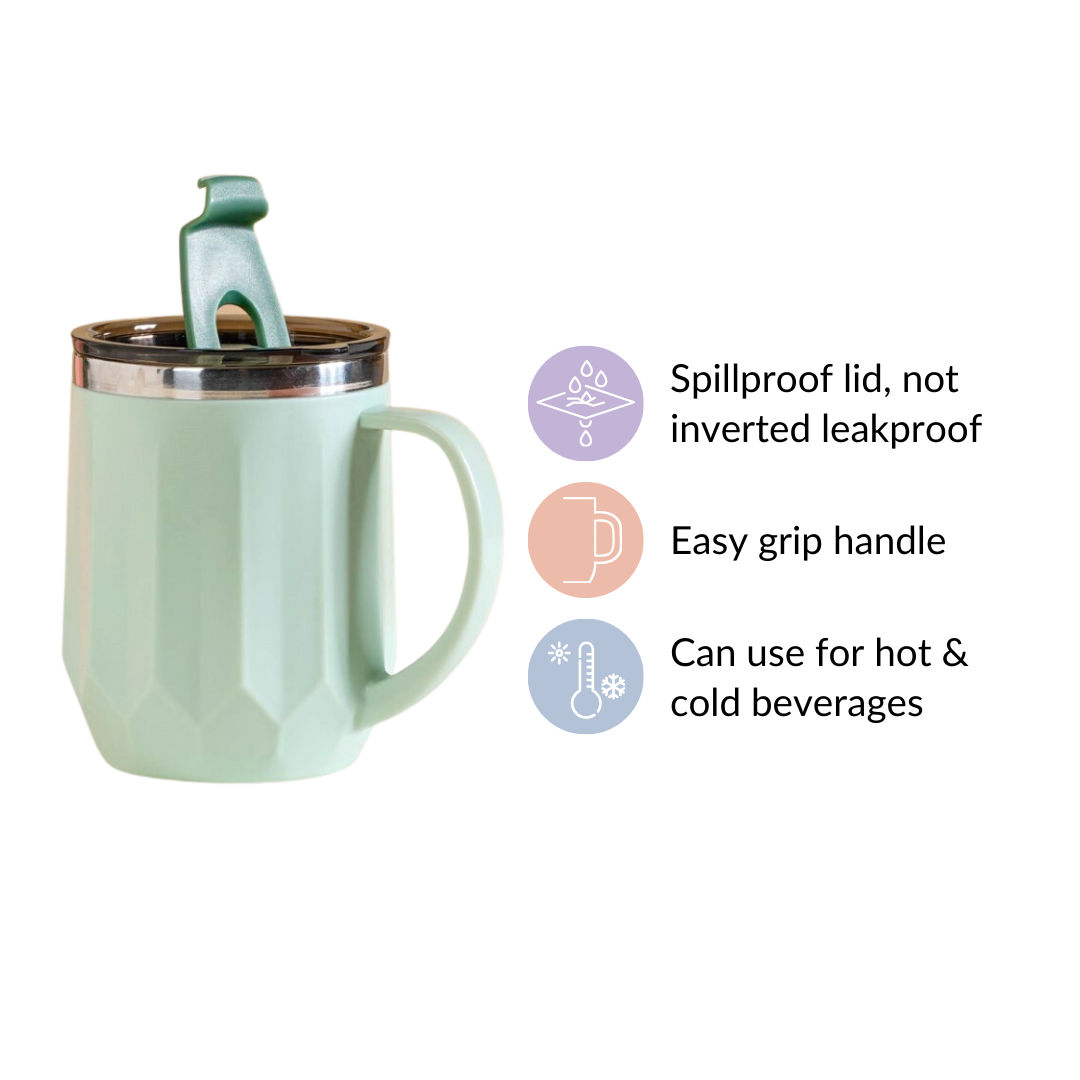 Spillproof lid, not
inverted leakproof
Easy grip handle
Can use for hot &
cold beverages